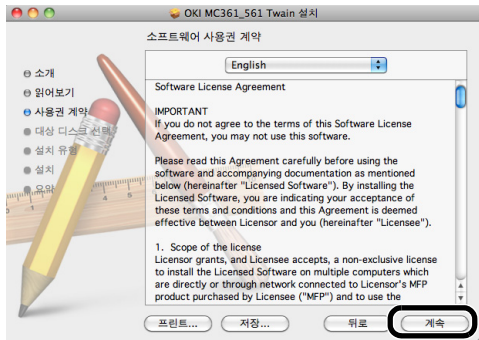 OKI MC361_561 Twain 설치
소프트웨어 사용권 계약
English
소개
읽어보기
사용권 계약
대상 디스크 선택
설치 유형
설치
요약
Software License Agreement
IMPORTANT
If you do not agree to the terms of this Software License
Agreement, you may not use this software.
Please read this Agreement carefully before using the
software and accompanying documentation as mentioned
below (hereinafter "Licensed Software"). By installing the
Licensed Software, you are indicating your acceptance of
these terms and conditions and this Agreement is deemed
effective between Licensor and you (hereinafter "Licensee").
1. Scope of the license
Licensor grants, and Licensee accepts, a non-exclusive license
to install the Licensed Software on multiple computers which
are directly or through network connected to Licensor's MFP
product purchased by Licensee ("MFP") and to use the
프린트... 저장... 뒤로 계속